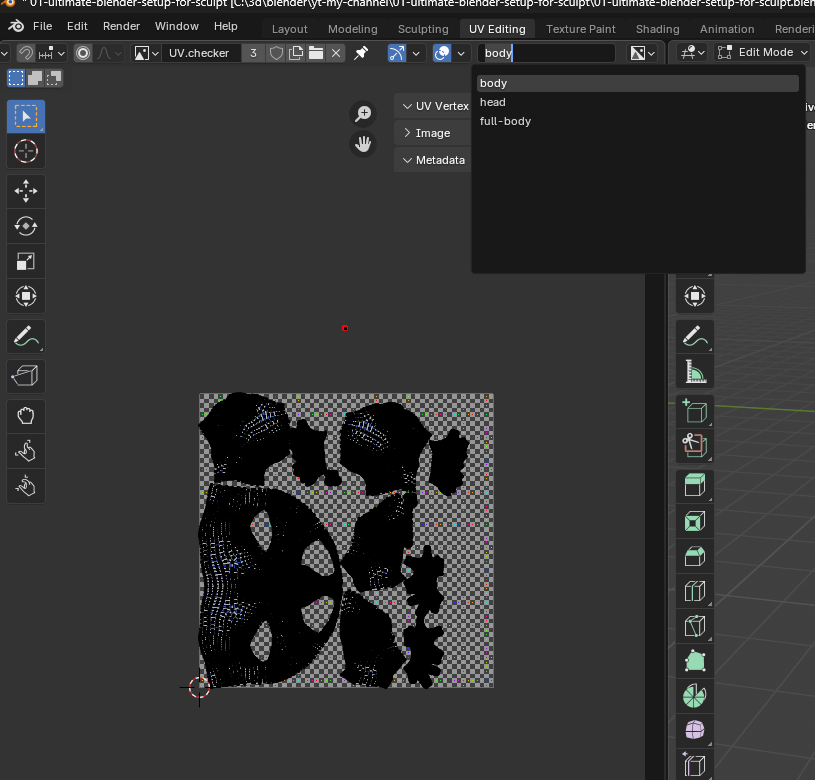 * 01-ultimate-blender-setup-for-sculpt [C:\3d\blender\yt-my-channel\01-ultimate-blender-setup-for-sculpt\01-ultimate-blender-setup-for-sculpt.blen
File Edit Render Window Help Layout Modeling Sculpting UV Editing Texture Paint Shading Animation Renderi
UV.checker 3 body Edit Mode
body
UV Vertex head
full-body
Image
Metadata